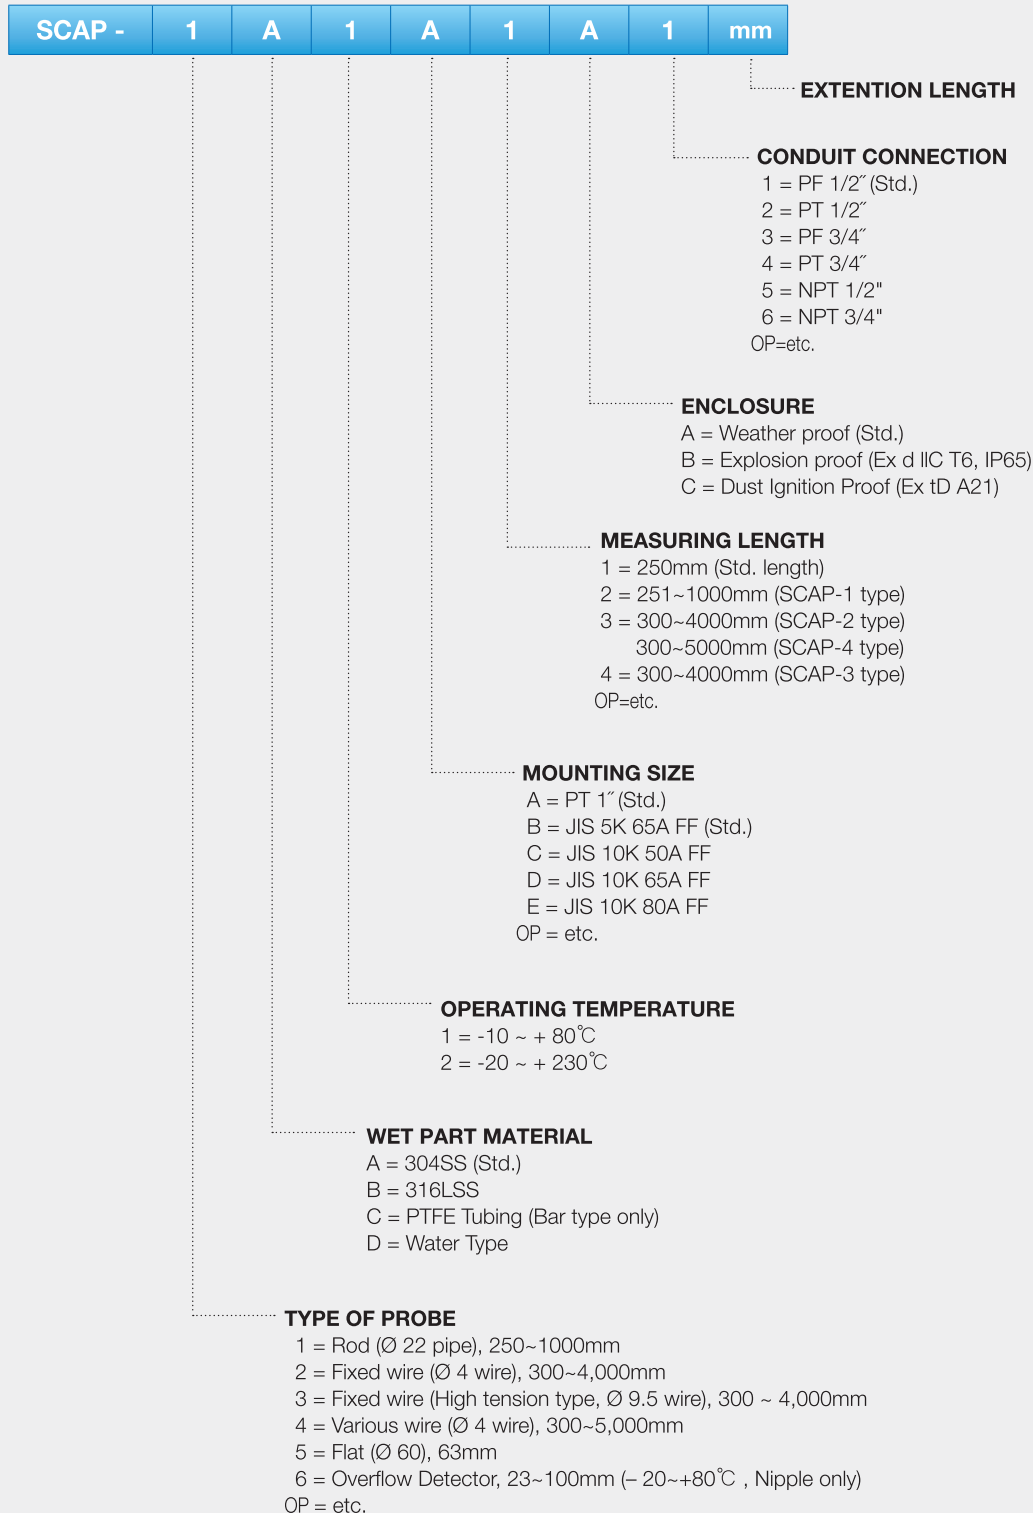 SCAP - 1 A 1 A 1 A 1 mm
EXTENTION LENGTH
CONDUIT CONNECTION
1 = PF 1/2˝ (Std.)
2 = PT 1/2˝
3 = PF 3/4˝
4 = PT 3/4˝
5 = NPT 1/2"
6 = NPT 3/4"
OP=etc.
ENCLOSURE
A = Weather proof (Std.)
B = Explosion proof (Ex d IIC T6, IP65)
C = Dust Ignition Proof (Ex tD A21)
MEASURING LENGTH
1 = 250mm (Std. length)
2 = 251~1000mm (SCAP-1 type)
3 = 300~4000mm (SCAP-2 type)
300~5000mm (SCAP-4 type)
4 = 300~4000mm (SCAP-3 type)
OP=etc.
MOUNTING SIZE
A = PT 1˝ (Std.)
B = JIS 5K 65A FF (Std.)
C = JIS 10K 50A FF
D = JIS 10K 65A FF
E = JIS 10K 80A FF
OP = etc.
OPERATING TEMPERATURE
1 = -10 ~ + 80℃
2 = -20 ~ + 230℃
WET PART MATERIAL
A = 304SS (Std.)
B = 316LSS
C = PTFE Tubing (Bar type only)
D = Water Type
TYPE OF PROBE
1 = Rod (Ø 22 pipe), 250~1000mm
2 = Fixed wire (Ø 4 wire), 300~4,000mm
3 = Fixed wire (High tension type, Ø 9.5 wire), 300 ~ 4,000mm
4 = Various wire (Ø 4 wire), 300~5,000mm
5 = Flat (Ø 60), 63mm
6 = Overflow Detector, 23~100mm (– 20~+80℃ , Nipple only)
OP = etc.